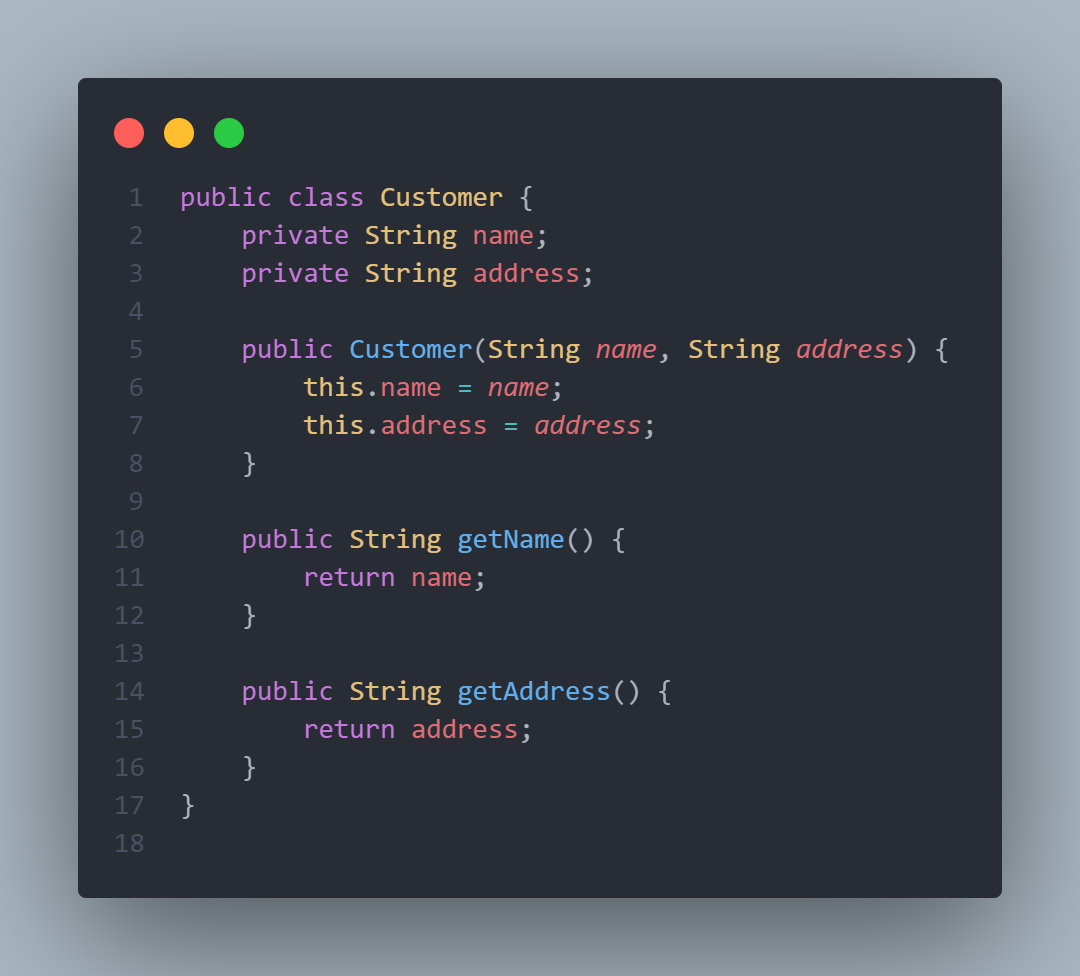 1 public class Customer {
2     private String name;
3     private String address;
4
5     public Customer(String name, String address) {
6         this.name = name;
7         this.address = address;
8     }
9
10     public String getName() {
11         return name;
12     }
13
14     public String getAddress() {
15         return address;
16     }
17 }
18